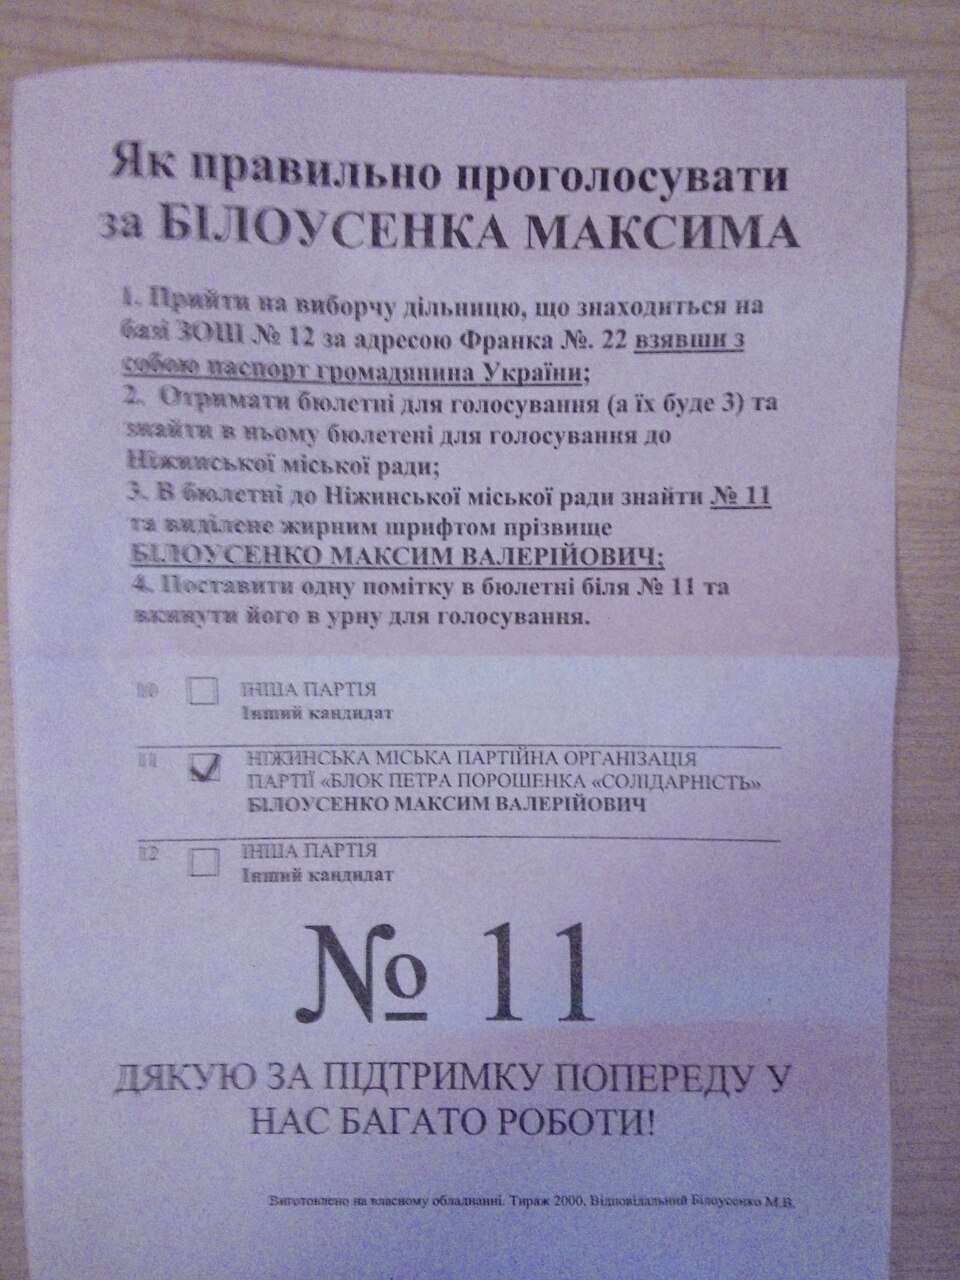 Як правильно проголосувати
за БІЛОУСЕНКА МАКСИМА
1. Прийти на виборчу дільницю, що знаходиться на
базі ЗОШ № 12 за адресою Франка №. 22 взявши з
собою паспорт громадянина України;
2. Отримати бюлетні для голосування (а їх буде 3) та
знайти в ньому бюлетені для голосування до
Ніжинської міської ради;
3. В бюлетні до Ніжинської міської ради знайти № 11
та виділене жирним шрифтом прізвище
БІЛОУСЕНКО МАКСИМ ВАЛЕРІЙОВИЧ;
4. Поставити одну помітку в бюлетні біля № 11 та
вкинути його в урну для голосування.
10 ІНША ПАРТІЯ
Інший кандидат
11 НІЖИНСЬКА МІСЬКА ПАРТІЙНА ОРГАНІЗАЦІЯ
ПАРТІЇ «БЛОК ПЕТРА ПОРОШЕНКА «СОЛІДАРНІСТЬ»
БІЛОУСЕНКО МАКСИМ ВАЛЕРІЙОВИЧ
12 ІНША ПАРТІЯ
Інший кандидат
№ 11
ДЯКУЮ ЗА ПІДТРИМКУ ПОПЕРЕДУ У
НАС БАГАТО РОБОТИ!
Виготовлено на власному обладнанні. Тираж 2000. Відповідальний Білоусенко М.В.